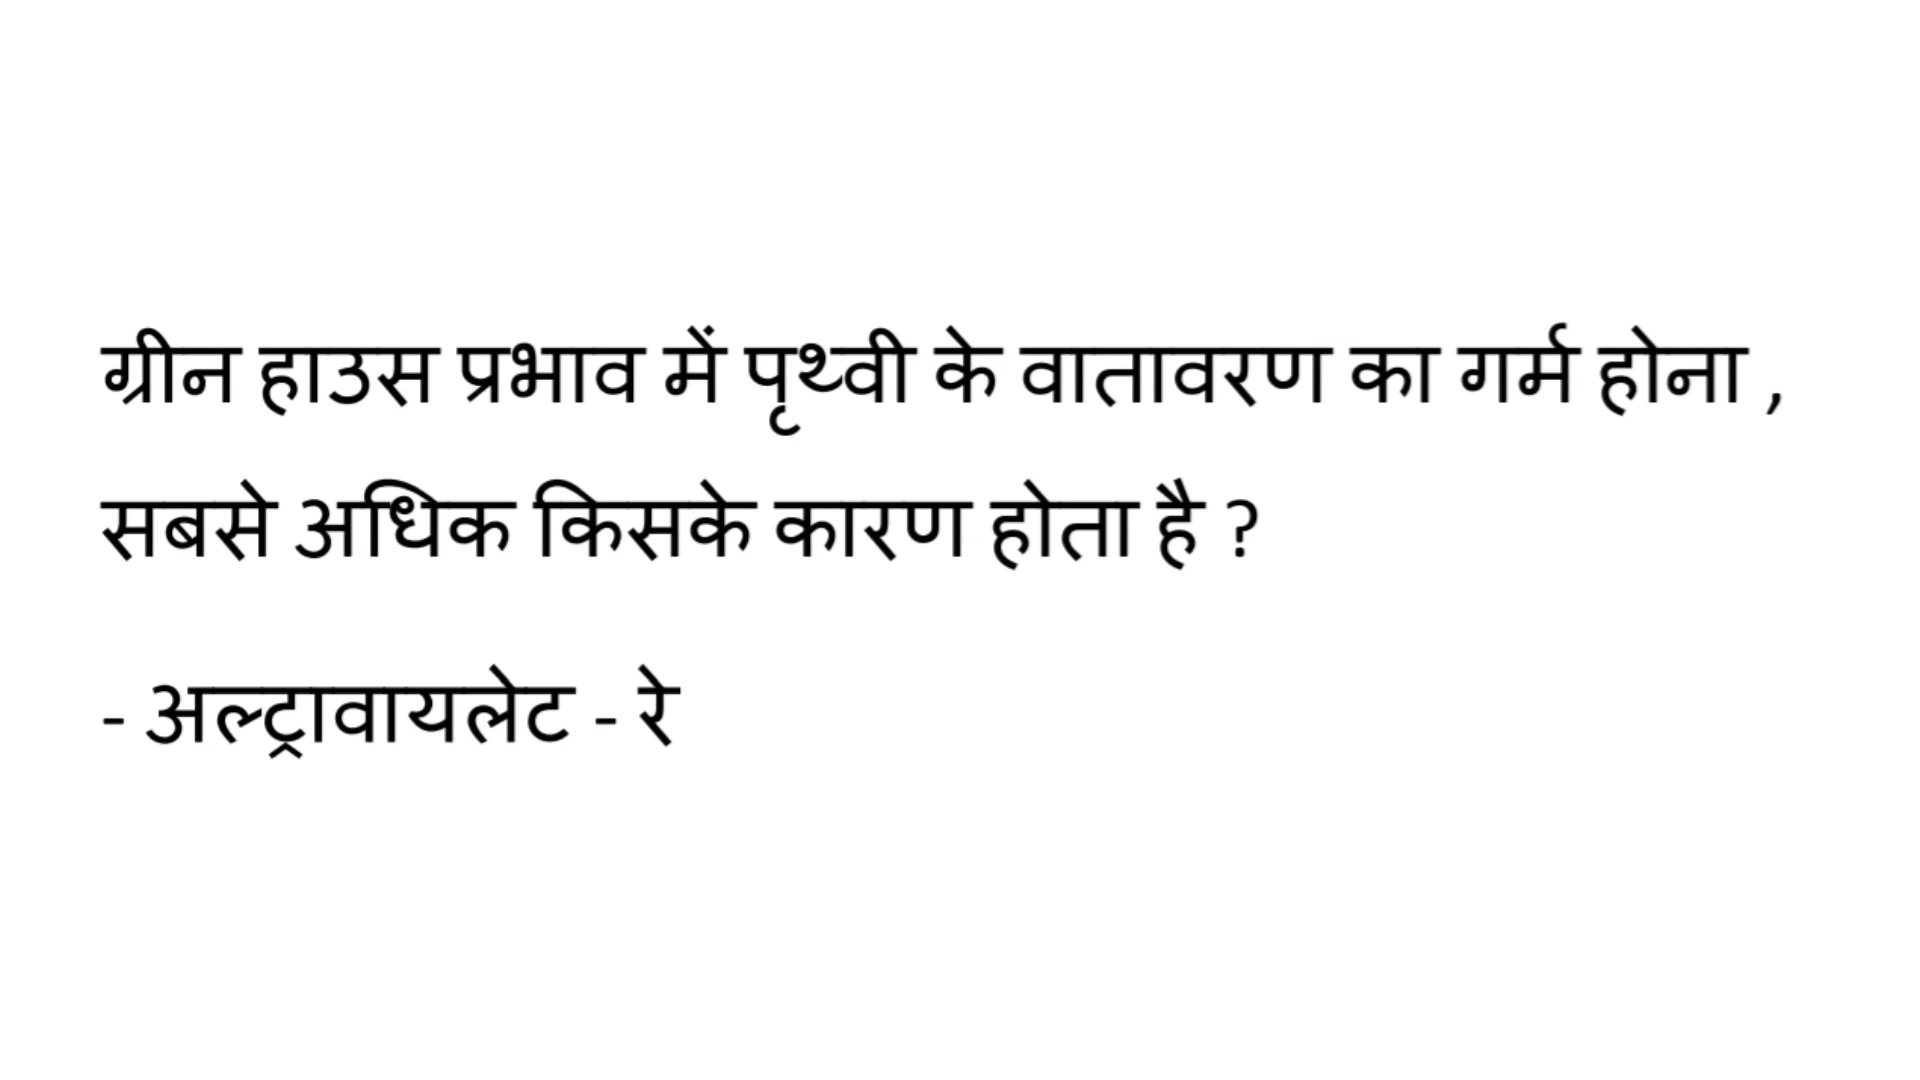 ग्रीन हाउस प्रभाव में पृथ्वी के वातावरण का गर्म होना ,
सबसे अधिक किसके कारण होता है ?
- अल्ट्रावायलेट - रे